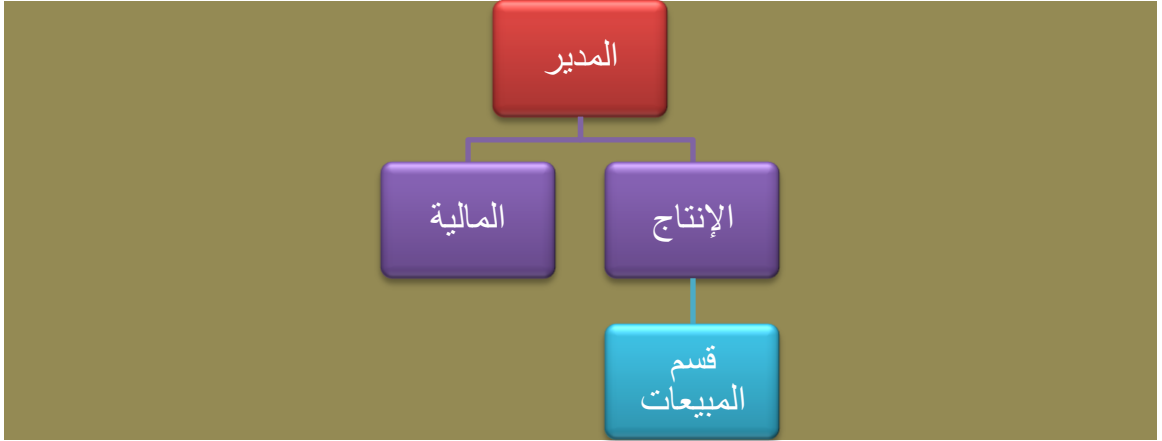 المدير
الإنتاج
المالية
قسم
المبيعات